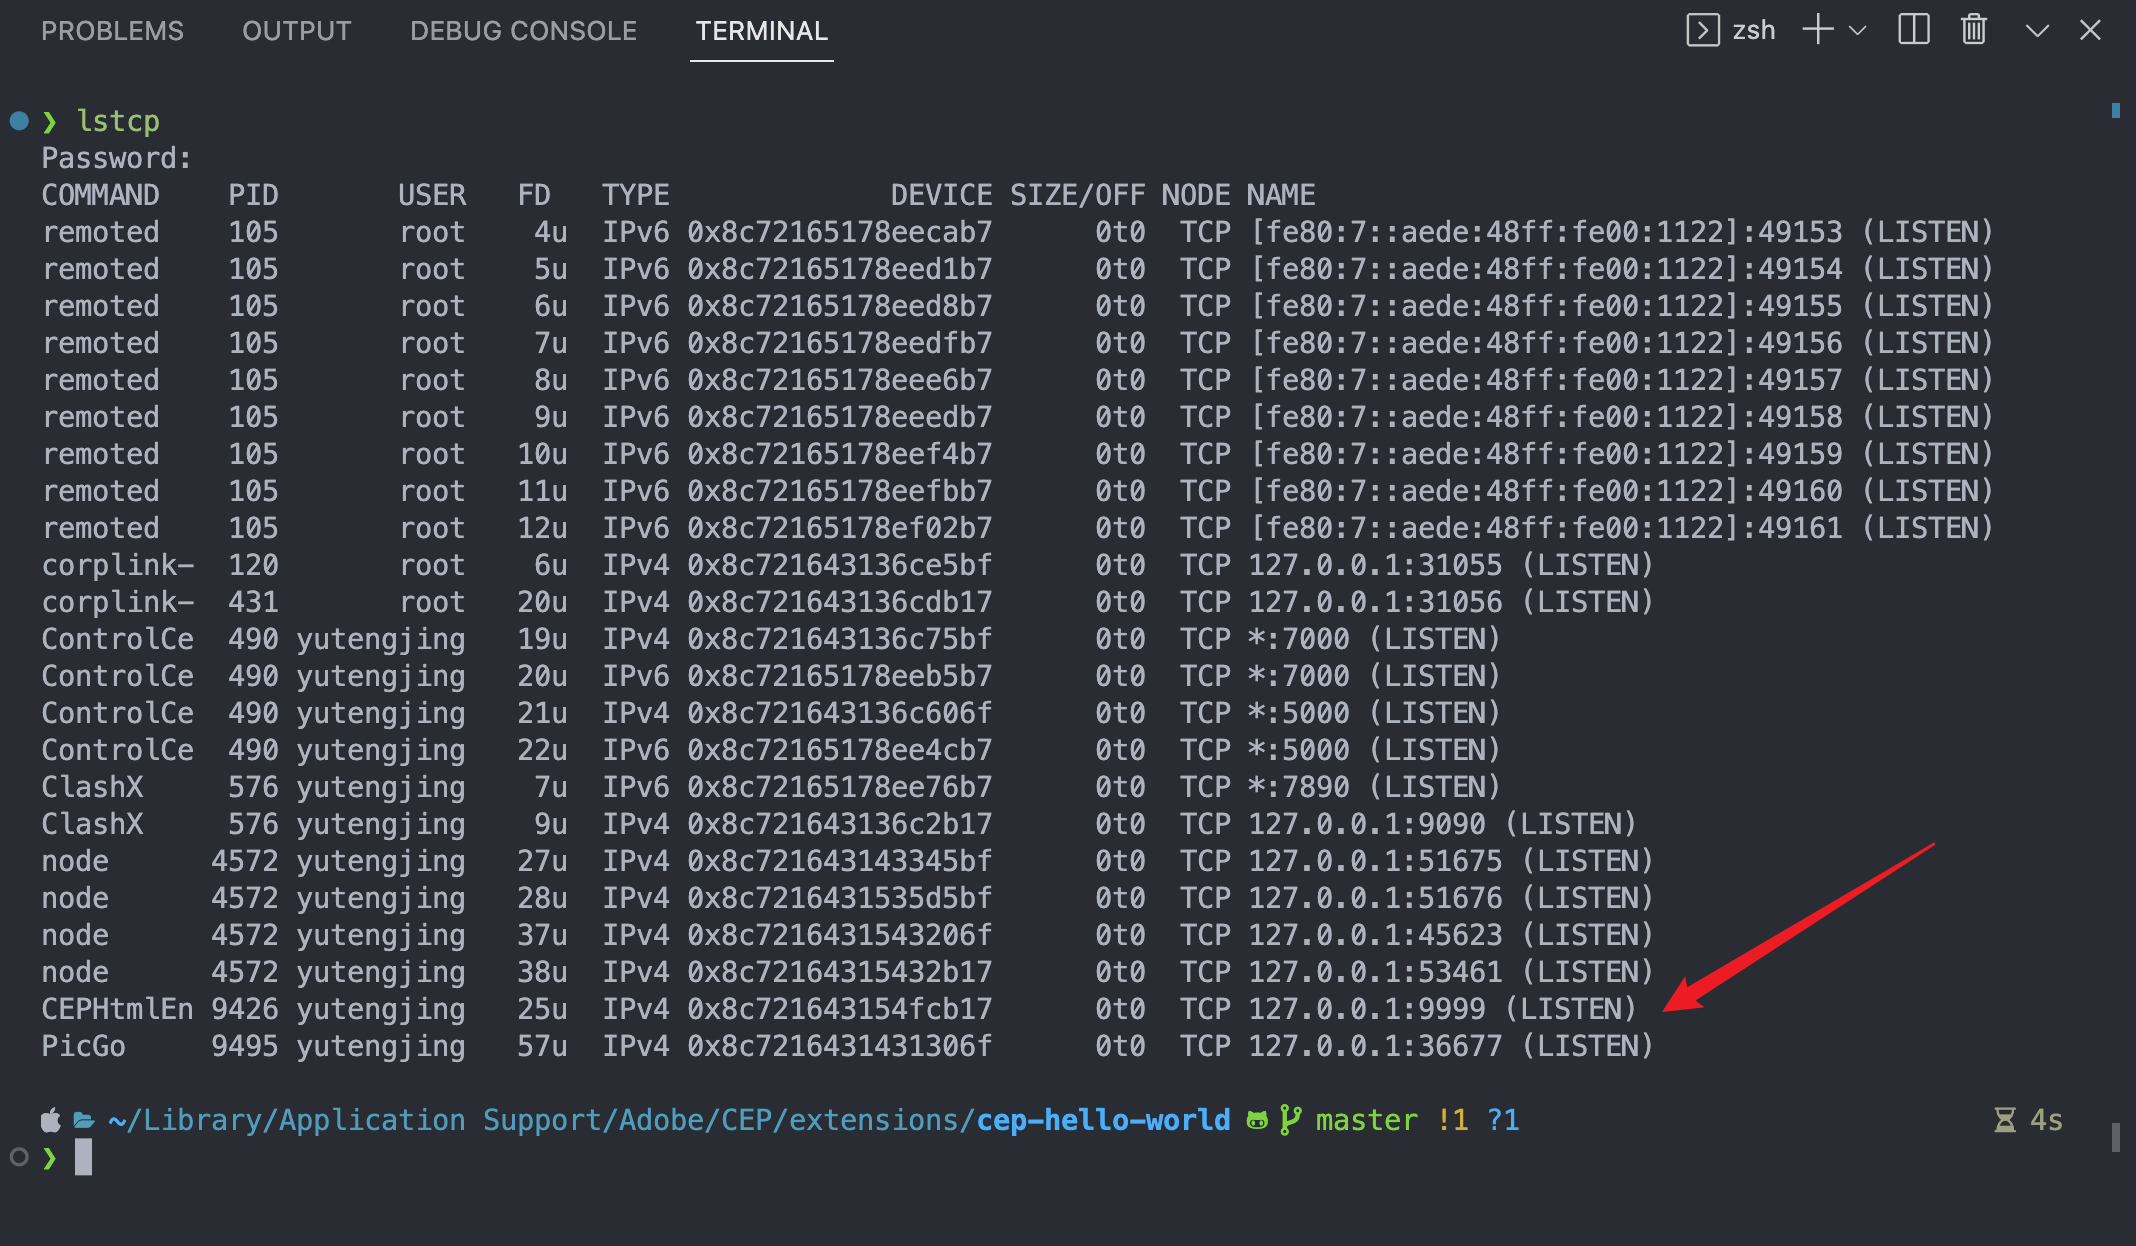 PROBLEMS OUTPUT DEBUG CONSOLE TERMINAL zsh
❯ lstcp
Password:
COMMAND PID USER FD TYPE DEVICE SIZE/OFF NODE NAME
remoted 105 root 4u IPv6 0x8c72165178eecab7 0t0 TCP [fe80:7::aede:48ff:fe00:1122]:49153 (LISTEN)
remoted 105 root 5u IPv6 0x8c72165178eed1b7 0t0 TCP [fe80:7::aede:48ff:fe00:1122]:49154 (LISTEN)
remoted 105 root 6u IPv6 0x8c72165178eed8b7 0t0 TCP [fe80:7::aede:48ff:fe00:1122]:49155 (LISTEN)
remoted 105 root 7u IPv6 0x8c72165178eedfb7 0t0 TCP [fe80:7::aede:48ff:fe00:1122]:49156 (LISTEN)
remoted 105 root 8u IPv6 0x8c72165178eee6b7 0t0 TCP [fe80:7::aede:48ff:fe00:1122]:49157 (LISTEN)
remoted 105 root 9u IPv6 0x8c72165178eeedb7 0t0 TCP [fe80:7::aede:48ff:fe00:1122]:49158 (LISTEN)
remoted 105 root 10u IPv6 0x8c72165178eef4b7 0t0 TCP [fe80:7::aede:48ff:fe00:1122]:49159 (LISTEN)
remoted 105 root 11u IPv6 0x8c72165178eefbb7 0t0 TCP [fe80:7::aede:48ff:fe00:1122]:49160 (LISTEN)
remoted 105 root 12u IPv6 0x8c72165178ef02b7 0t0 TCP [fe80:7::aede:48ff:fe00:1122]:49161 (LISTEN)
corplink- 120 root 6u IPv4 0x8c721643136ce5bf 0t0 TCP 127.0.0.1:31055 (LISTEN)
corplink- 431 root 20u IPv4 0x8c721643136cdb17 0t0 TCP 127.0.0.1:31056 (LISTEN)
ControlCe 490 yutengjing 19u IPv4 0x8c721643136c75bf 0t0 TCP *:7000 (LISTEN)
ControlCe 490 yutengjing 20u IPv6 0x8c72165178eeb5b7 0t0 TCP *:7000 (LISTEN)
ControlCe 490 yutengjing 21u IPv4 0x8c721643136c606f 0t0 TCP *:5000 (LISTEN)
ControlCe 490 yutengjing 22u IPv6 0x8c72165178ee4cb7 0t0 TCP *:5000 (LISTEN)
ClashX 576 yutengjing 7u IPv6 0x8c72165178ee76b7 0t0 TCP *:7890 (LISTEN)
ClashX 576 yutengjing 9u IPv4 0x8c721643136c2b17 0t0 TCP 127.0.0.1:9090 (LISTEN)
node 4572 yutengjing 27u IPv4 0x8c721643143345bf 0t0 TCP 127.0.0.1:51675 (LISTEN)
node 4572 yutengjing 28u IPv4 0x8c7216431535d5bf 0t0 TCP 127.0.0.1:51676 (LISTEN)
node 4572 yutengjing 37u IPv4 0x8c7216431543206f 0t0 TCP 127.0.0.1:45623 (LISTEN)
node 4572 yutengjing 38u IPv4 0x8c72164315432b17 0t0 TCP 127.0.0.1:53461 (LISTEN)
CEPHtmlEn 9426 yutengjing 25u IPv4 0x8c721643154fcb17 0t0 TCP 127.0.0.1:9999 (LISTEN)
PicGo 9495 yutengjing 57u IPv4 0x8c7216431431306f 0t0 TCP 127.0.0.1:36677 (LISTEN)
~/Library/Application Support/Adobe/CEP/extensions/cep-hello-world master !1 ?1 4s
❯